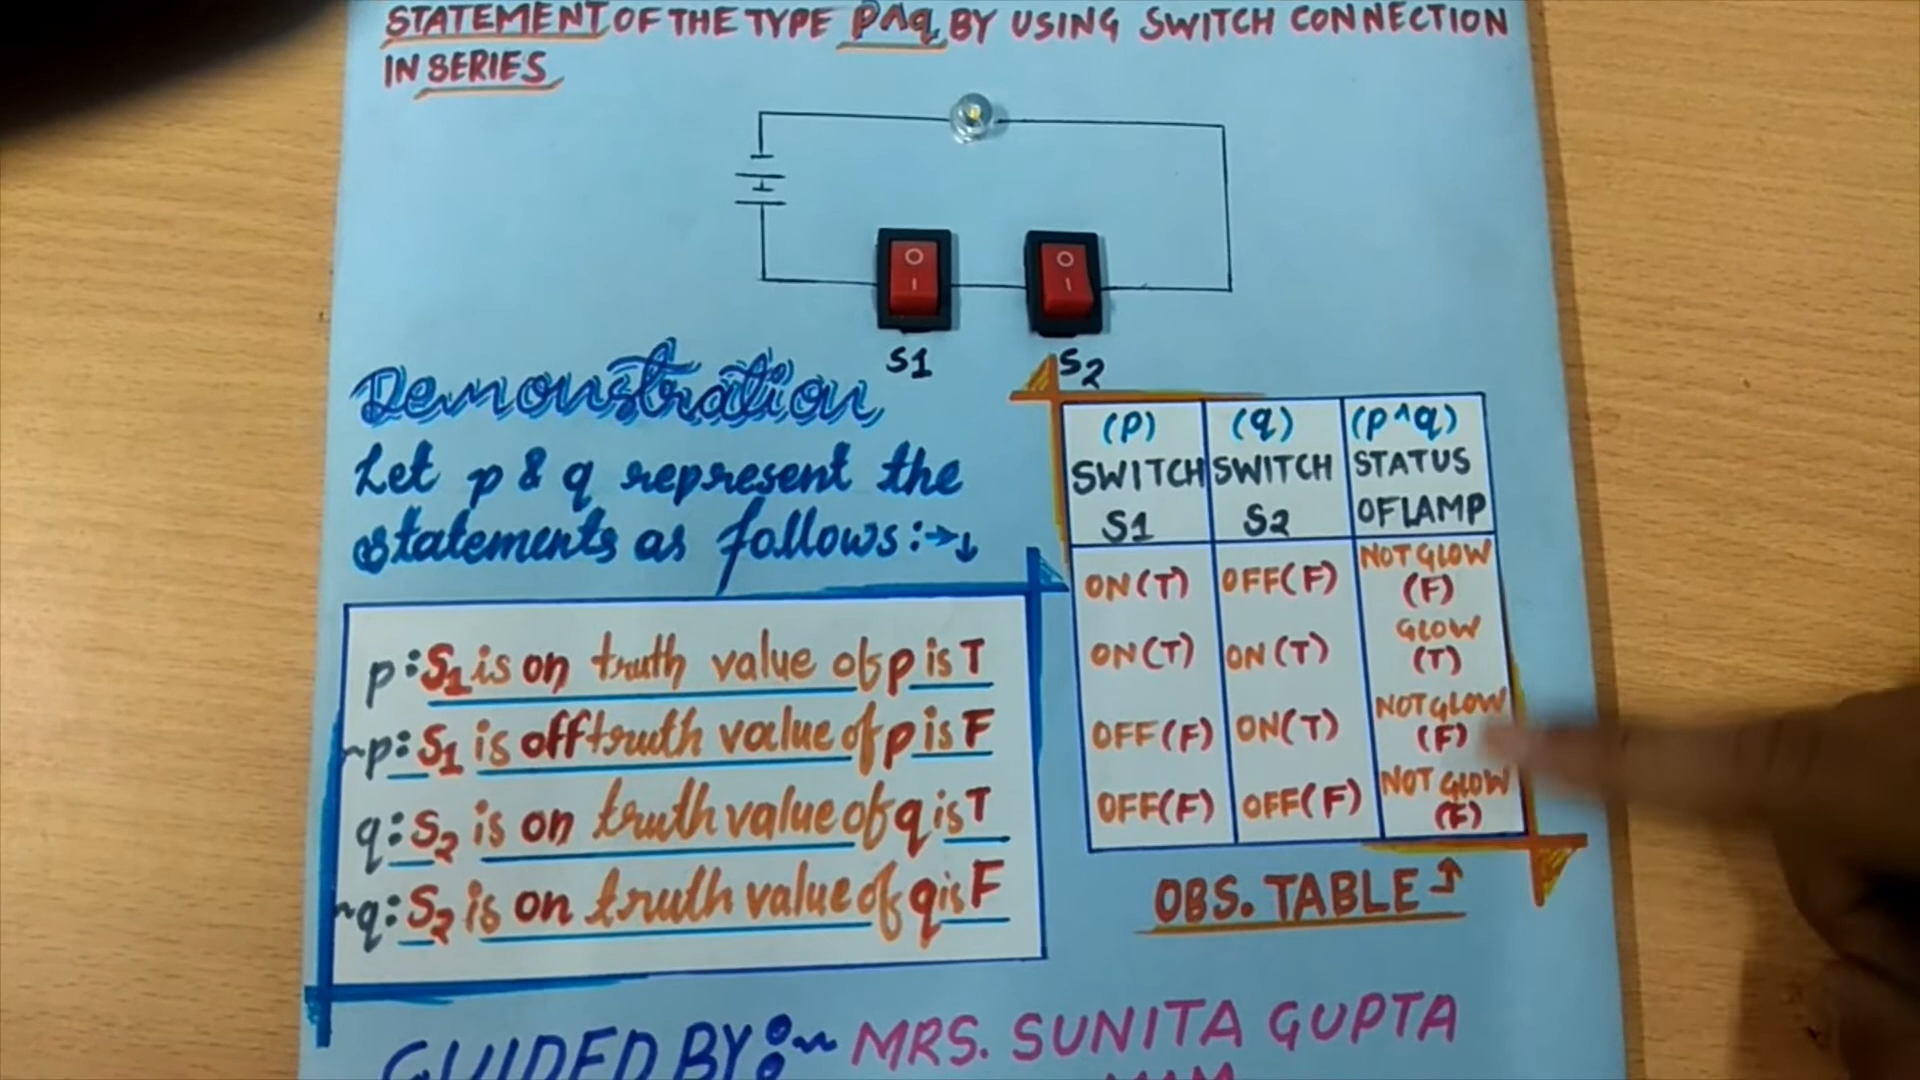 STATEMENT OF THE TYPE P^q BY USING SWITCH CONNECTION
IN SERIES
O
I
O
I
S1
S2
Demonstration
Let p & q represent the
statements as follows:→↓
p:S1 is on truth value of p is T
~p:S1 is off truth value of p is F
q:S2 is on truth value of q is T
~q:S2 is on truth value of q is F
(P) (q) (p^q)
SWITCH SWITCH STATUS
S1 S2 OF LAMP
ON(T) OFF(F) NOT GLOW (F)
ON(T) ON(T) GLOW (T)
OFF(F) ON(T) NOT GLOW (F)
OFF(F) OFF(F) NOT GLOW (F)
OBS. TABLE
GUIDED BY:~ MRS. SUNITA GUPTA